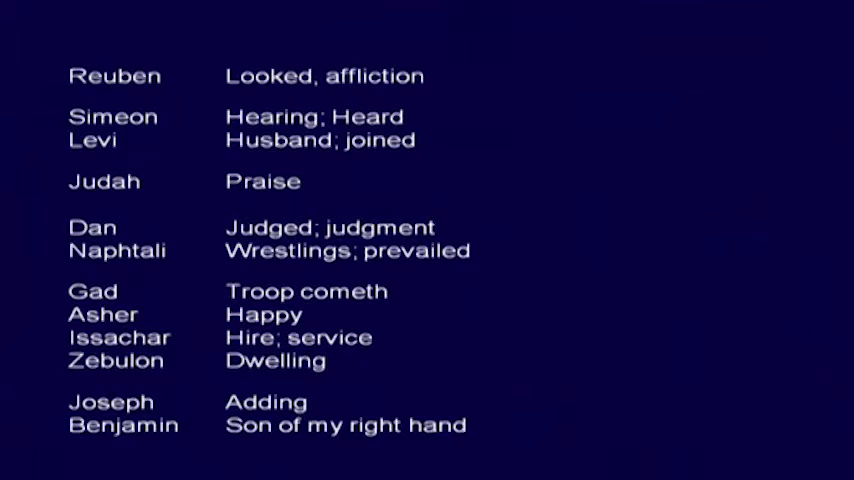 Reuben Looked, affliction
Simeon Hearing; Heard
Levi Husband; joined
Judah Praise
Dan Judged; judgment
Naphtali Wrestlings; prevailed
Gad Troop cometh
Asher Happy
Issachar Hire; service
Zebulon Dwelling
Joseph Adding
Benjamin Son of my right hand